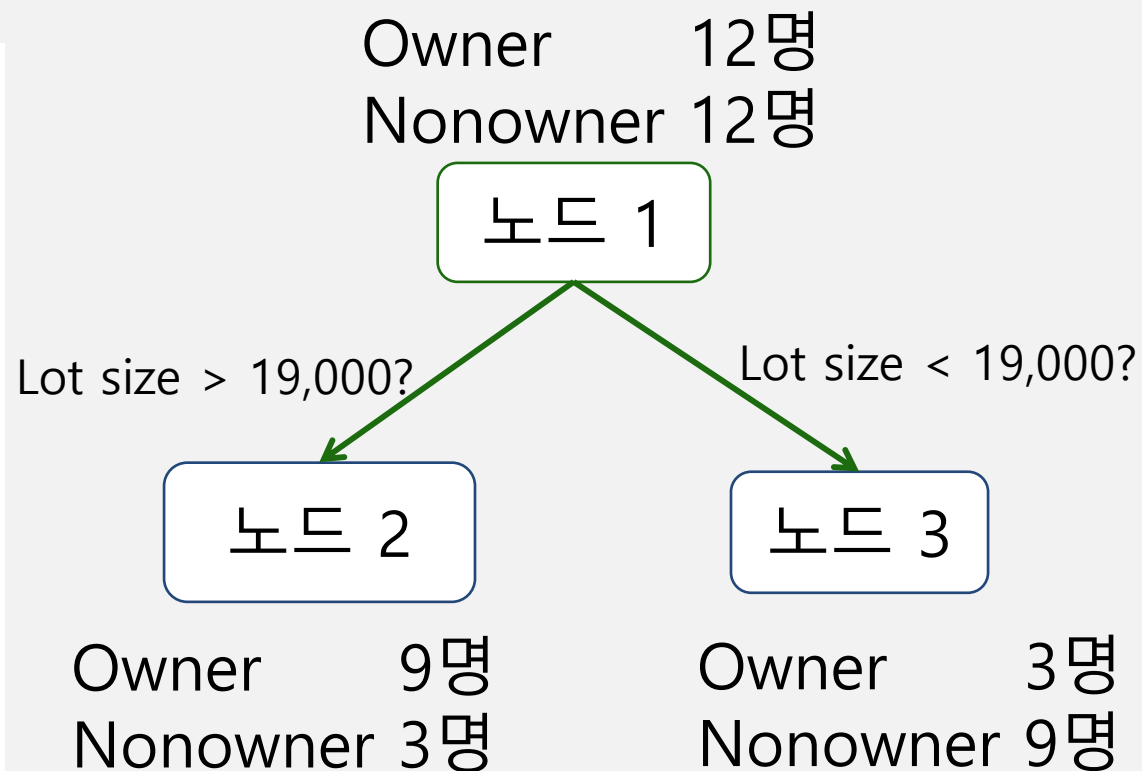 Owner 12명
Nonowner 12명
노드 1
Lot size > 19,000?
Lot size < 19,000?
노드 2
노드 3
Owner 9명
Nonowner 3명
Owner 3명
Nonowner 9명